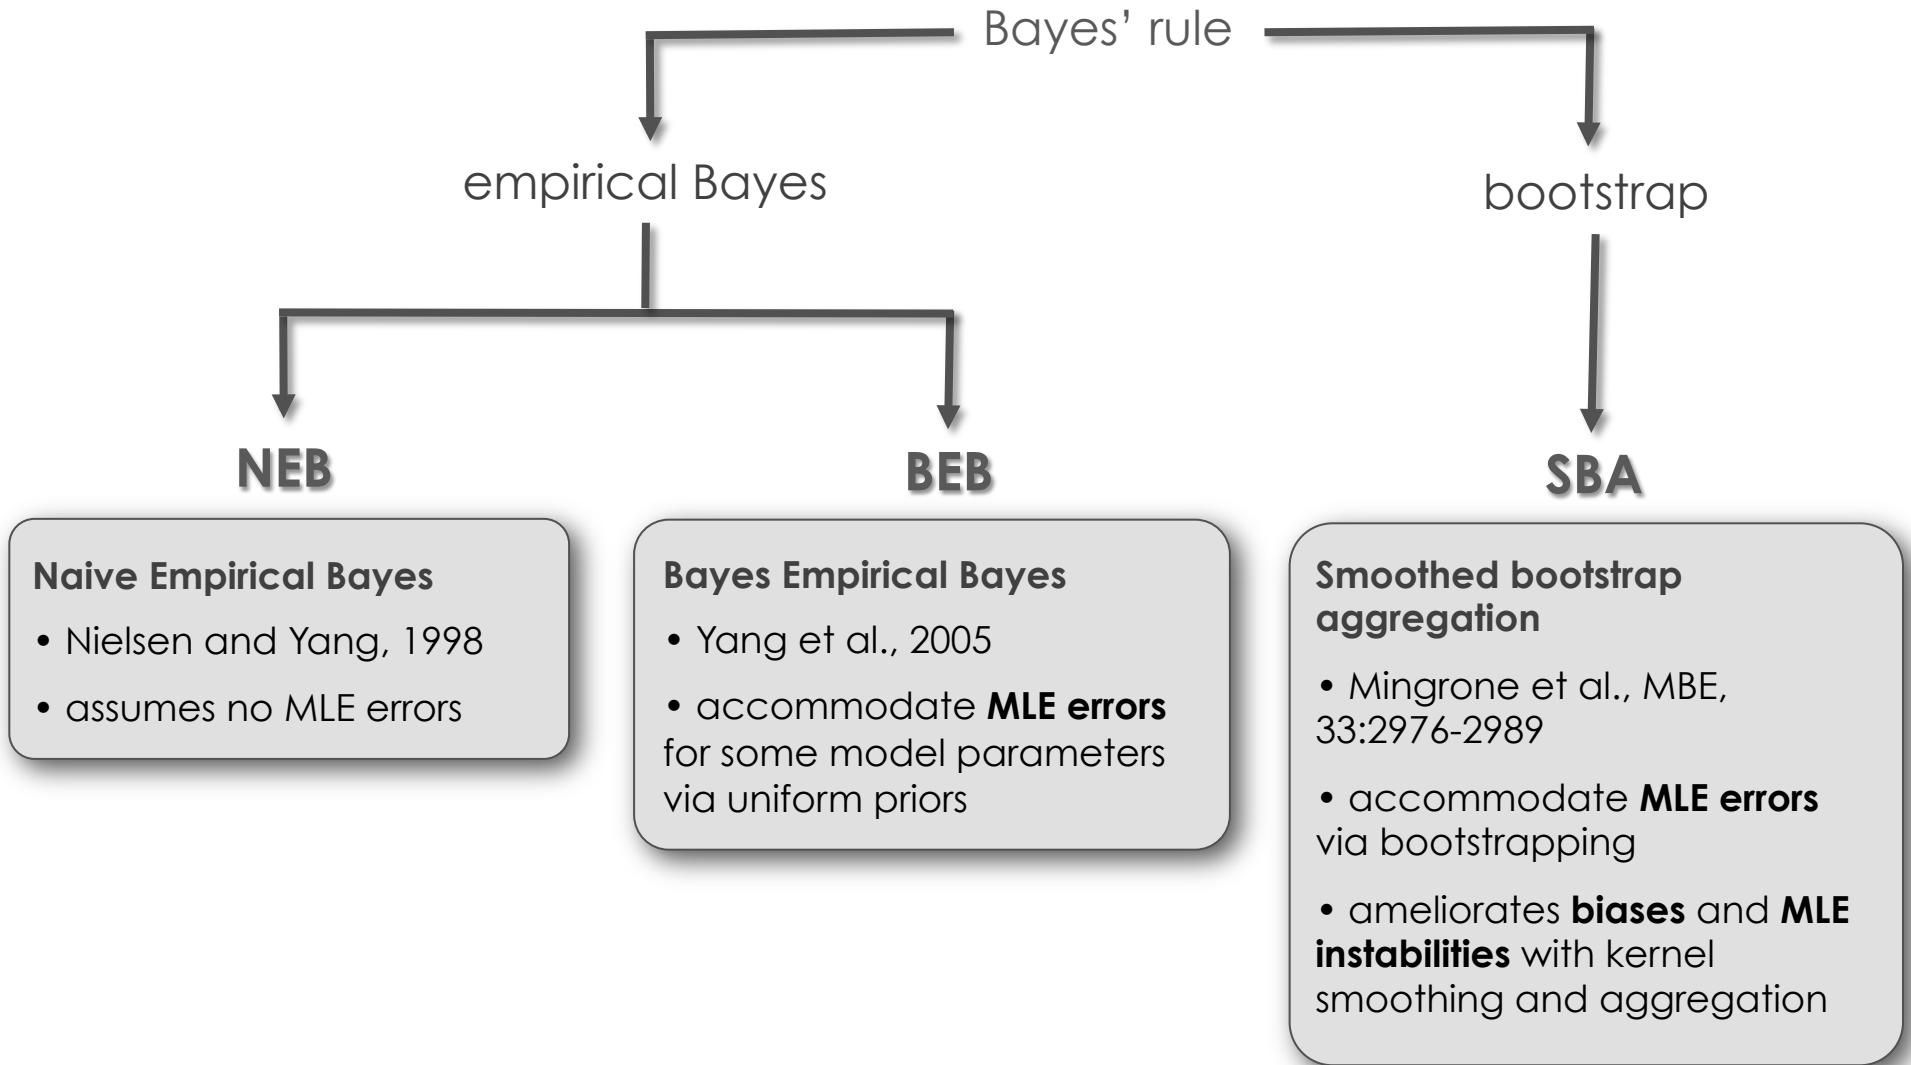 Bayes’ rule
empirical Bayes
bootstrap
NEB
Naive Empirical Bayes
• Nielsen and Yang, 1998
• assumes no MLE errors
BEB
Bayes Empirical Bayes
• Yang et al., 2005
• accommodate MLE errors
for some model parameters
via uniform priors
SBA
Smoothed bootstrap
aggregation
• Mingrone et al., MBE,
33:2976-2989
• accommodate MLE errors
via bootstrapping
• ameliorates biases and MLE
instabilities with kernel
smoothing and aggregation